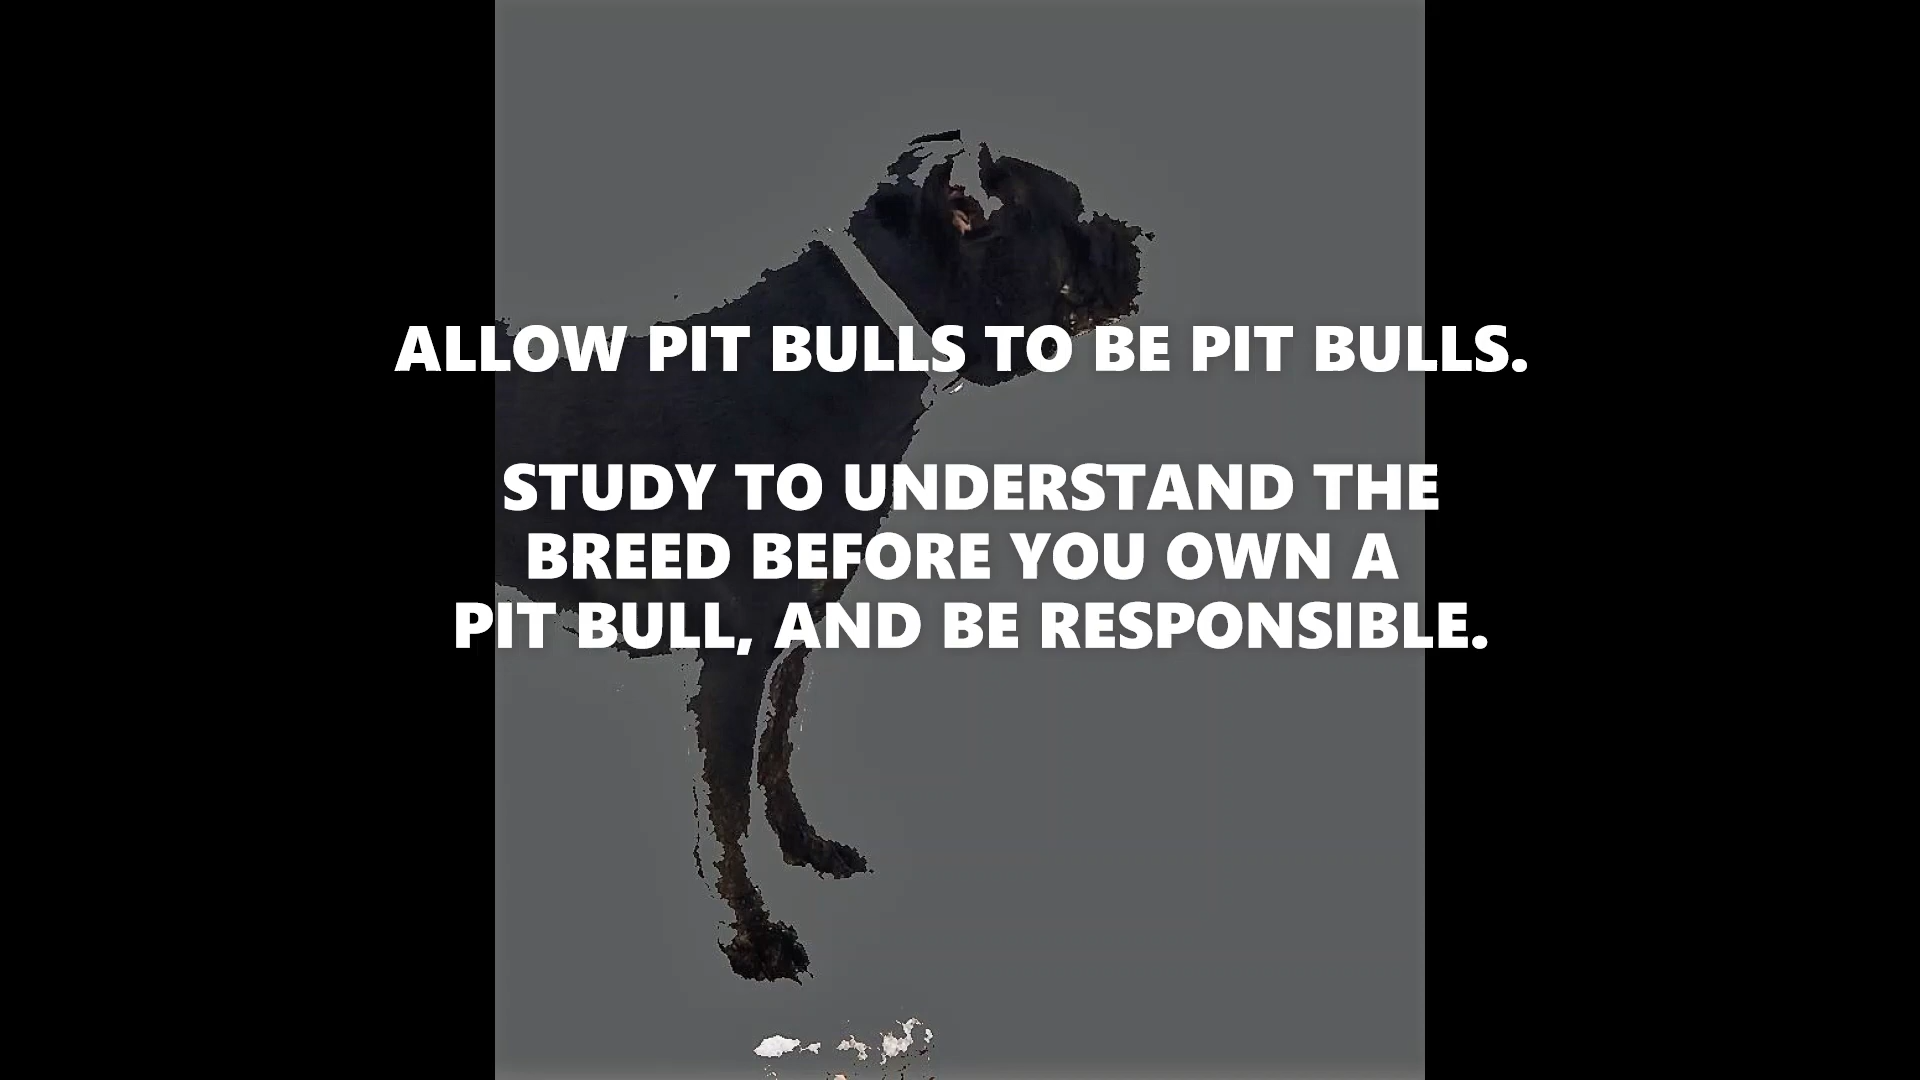 ALLOW PIT BULLS TO BE PIT BULLS.
STUDY TO UNDERSTAND THE
BREED BEFORE YOU OWN A
PIT BULL, AND BE RESPONSIBLE.